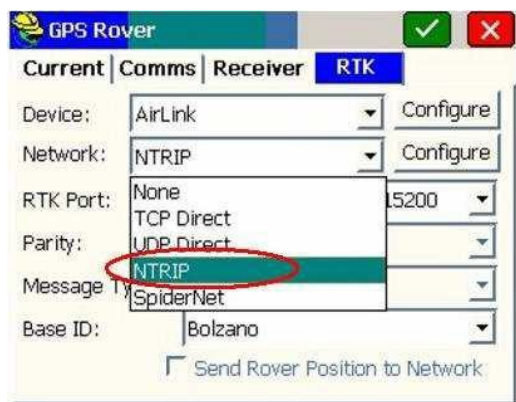 GPS Rover
Current Comms Receiver RTK
Device: AirLink Configure
Network: NTRIP Configure
RTK Port: None 15200
TCP Direct
Parity: UDP Direct
NTRIP
Message Ty SpiderNet
Base ID: Bolzano
Send Rover Position to Network